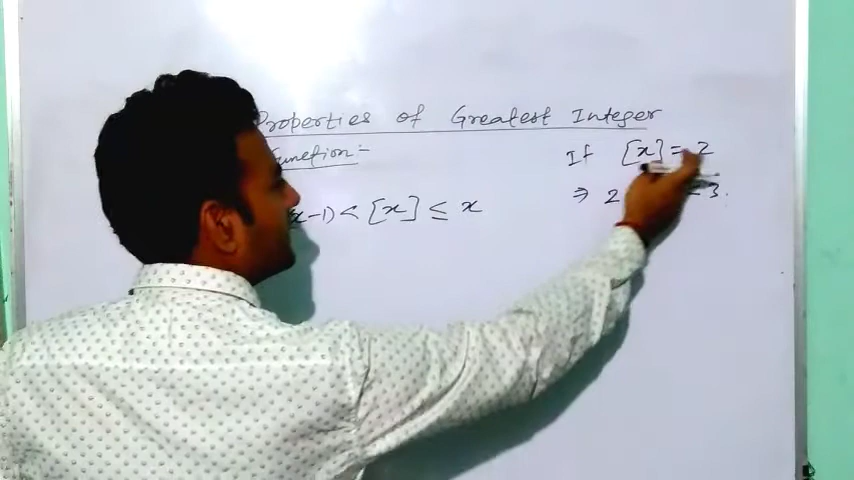 Properties of Greatest Integer
Function:-
(x-1) < [x] ≤ x
If [x] = 2
⇒ 2 3.